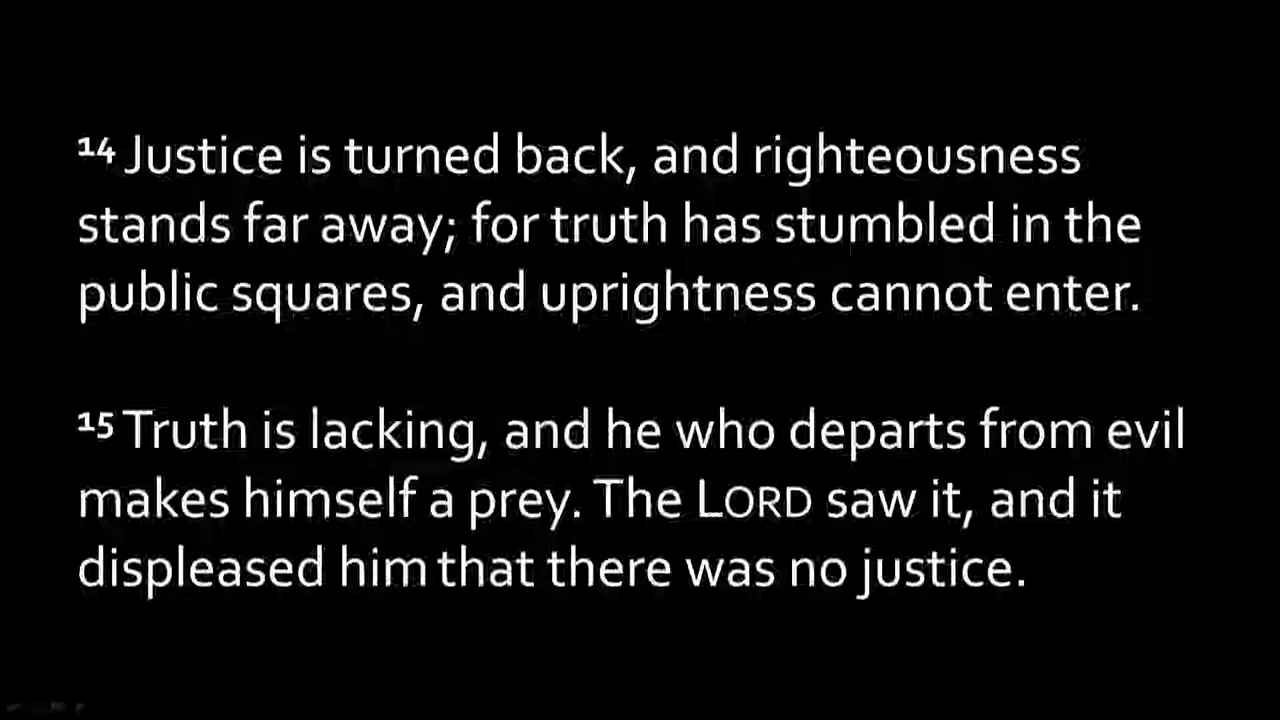 14 Justice is turned back, and righteousness
stands far away; for truth has stumbled in the
public squares, and uprightness cannot enter.
15 Truth is lacking, and he who departs from evil
makes himself a prey. The LORD saw it, and it
displeased him that there was no justice.